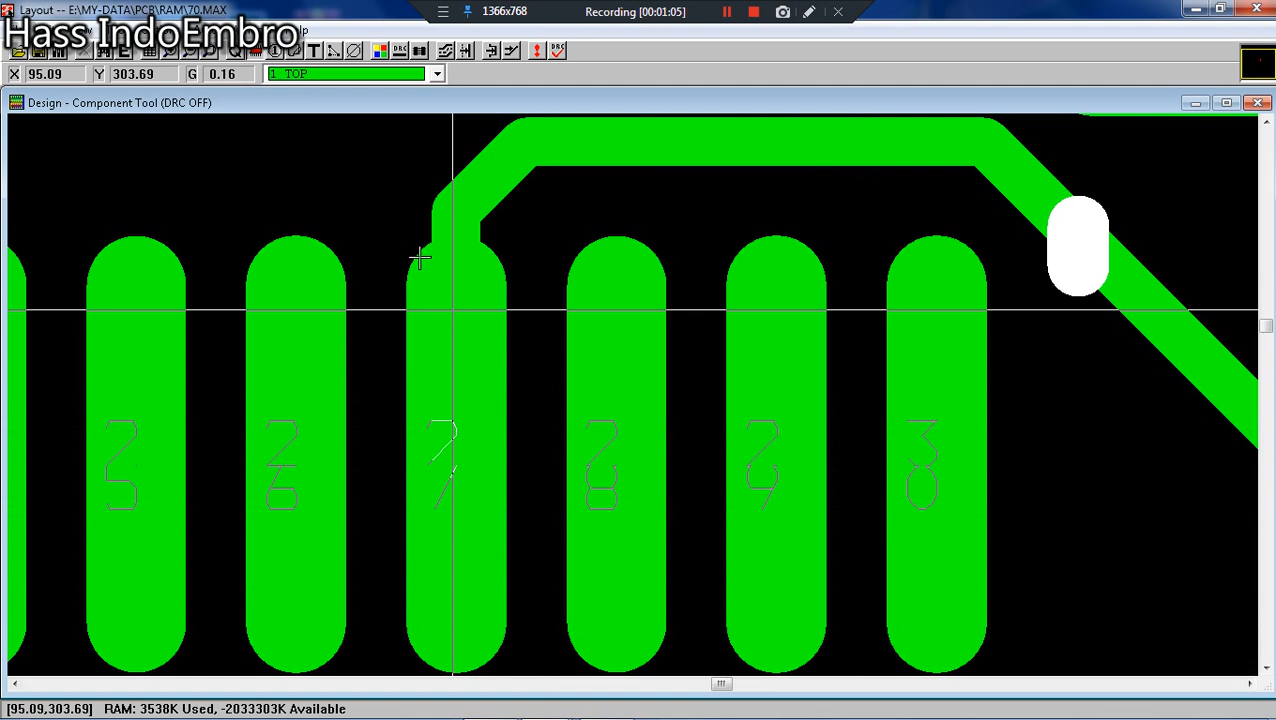 Layout -- E:\MY-DATA\PCB\RAM\70.MAX
1366x768
Recording [00:01:05]
Hass IndoEmbro
X 95.09 Y 303.69 G 0.16 1 TOP
DRC
Design - Component Tool (DRC OFF)
25 26 27 28 29 30
[95.09,303.69] RAM: 3538K Used, -2033303K Available